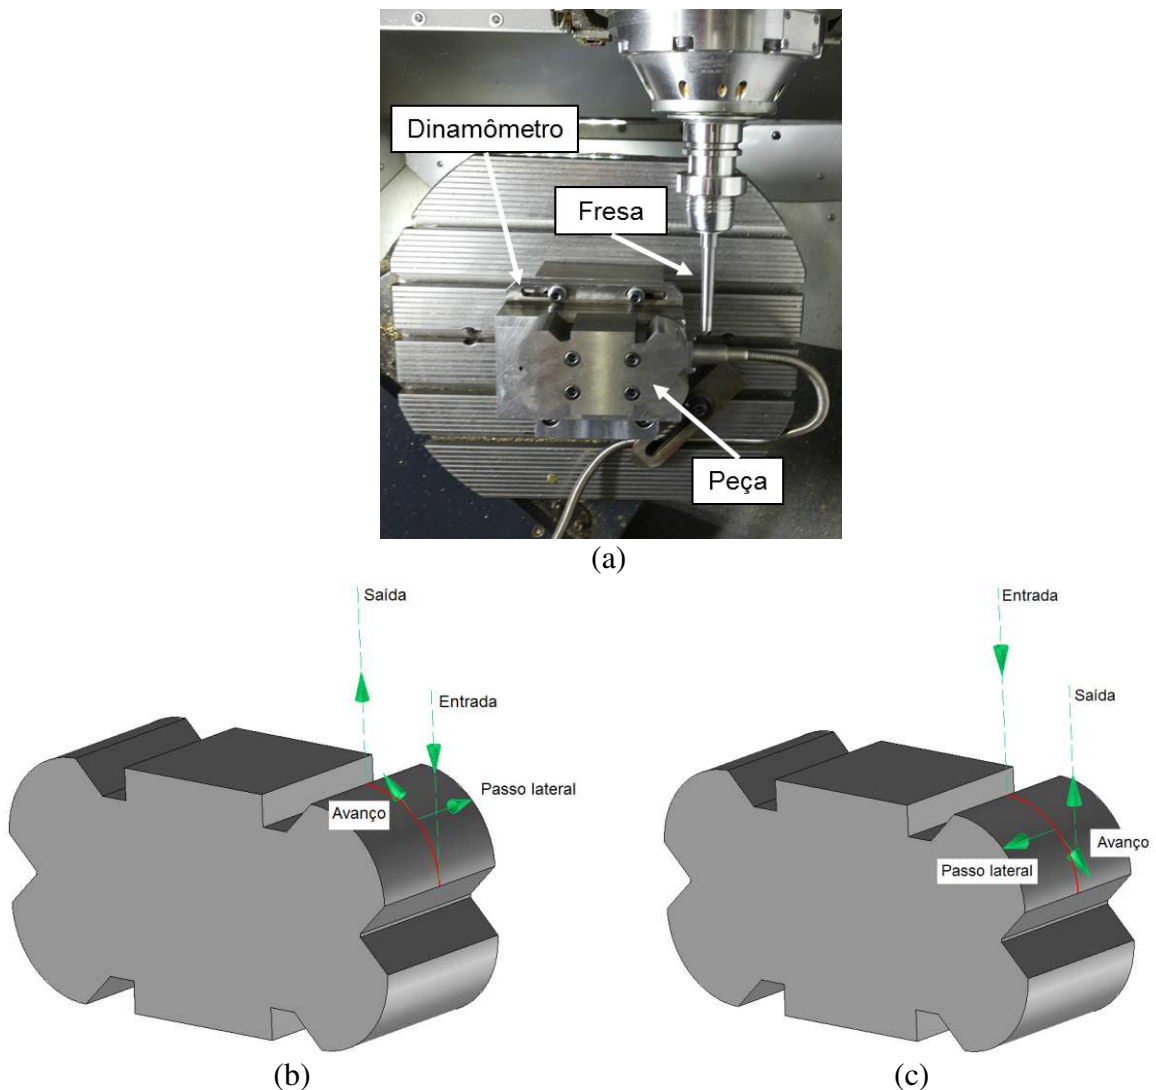 Dinamômetro
Fresa
Peça
(a)
Saída
Entrada
Passo lateral
Avanço
(b)
Entrada
Saída
Avanço
Passo lateral
(c)